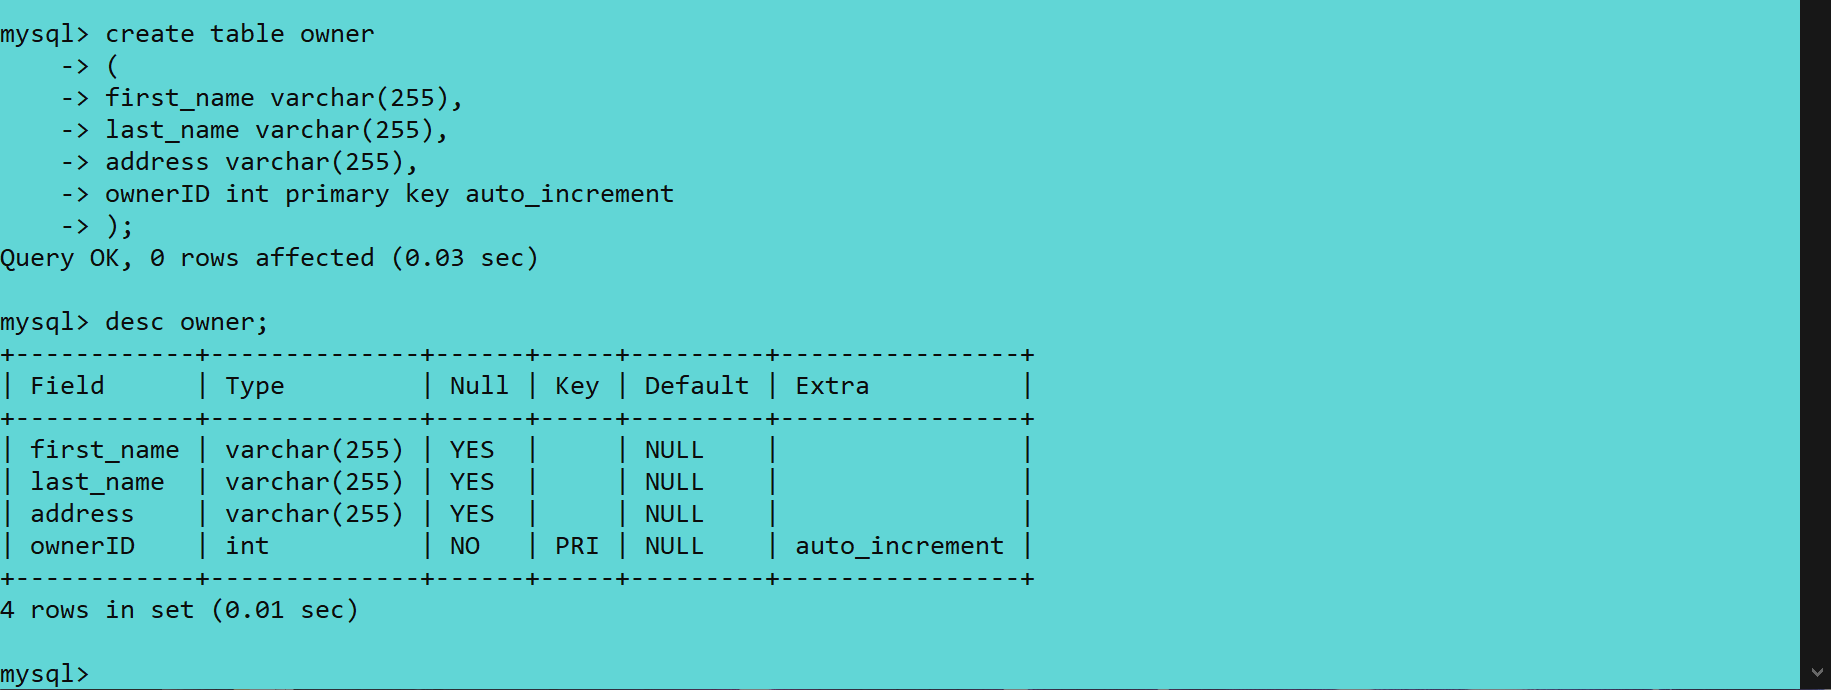 mysql> create table owner
    -> (
    -> first_name varchar(255),
    -> last_name varchar(255),
    -> address varchar(255),
    -> ownerID int primary key auto_increment
    -> );
Query OK, 0 rows affected (0.03 sec)

mysql> desc owner;
+------------+--------------+------+-----+---------+----------------+
| Field      | Type         | Null | Key | Default | Extra          |
+------------+--------------+------+-----+---------+----------------+
| first_name | varchar(255) | YES  |     | NULL    |                |
| last_name  | varchar(255) | YES  |     | NULL    |                |
| address    | varchar(255) | YES  |     | NULL    |                |
| ownerID    | int          | NO   | PRI | NULL    | auto_increment |
+------------+--------------+------+-----+---------+----------------+
4 rows in set (0.01 sec)

mysql>